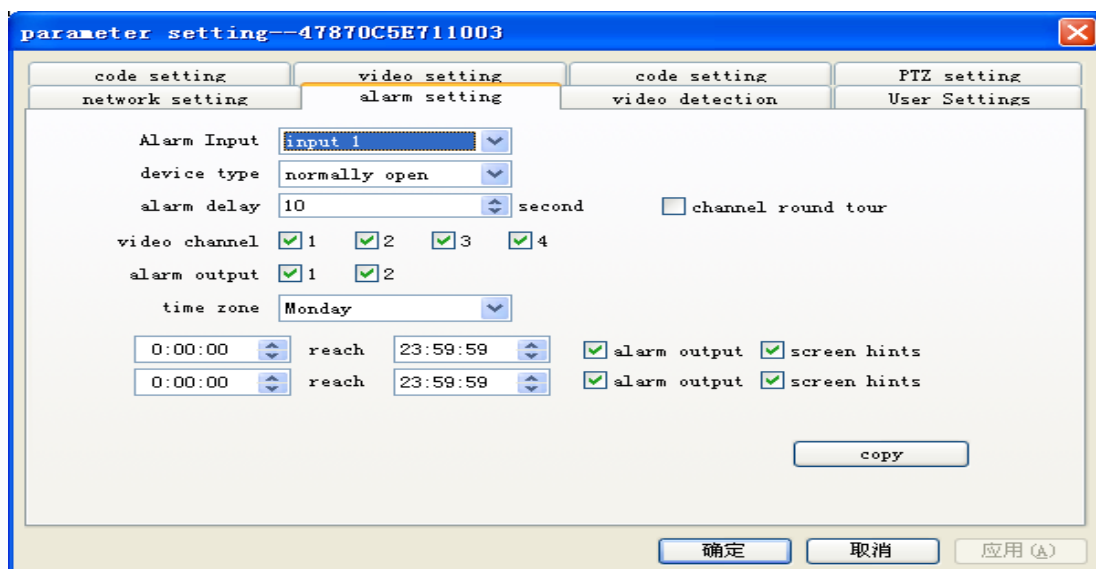 parameter setting--47870C5E711003
code setting video setting code setting PTZ setting
network setting alarm setting video detection User Settings
Alarm Input input 1
device type normally open
alarm delay 10 second channel round tour
video channel 1 2 3 4
alarm output 1 2
time zone Monday
0:00:00 reach 23:59:59 alarm output screen hints
0:00:00 reach 23:59:59 alarm output screen hints
copy
确定 取消 应用(A)